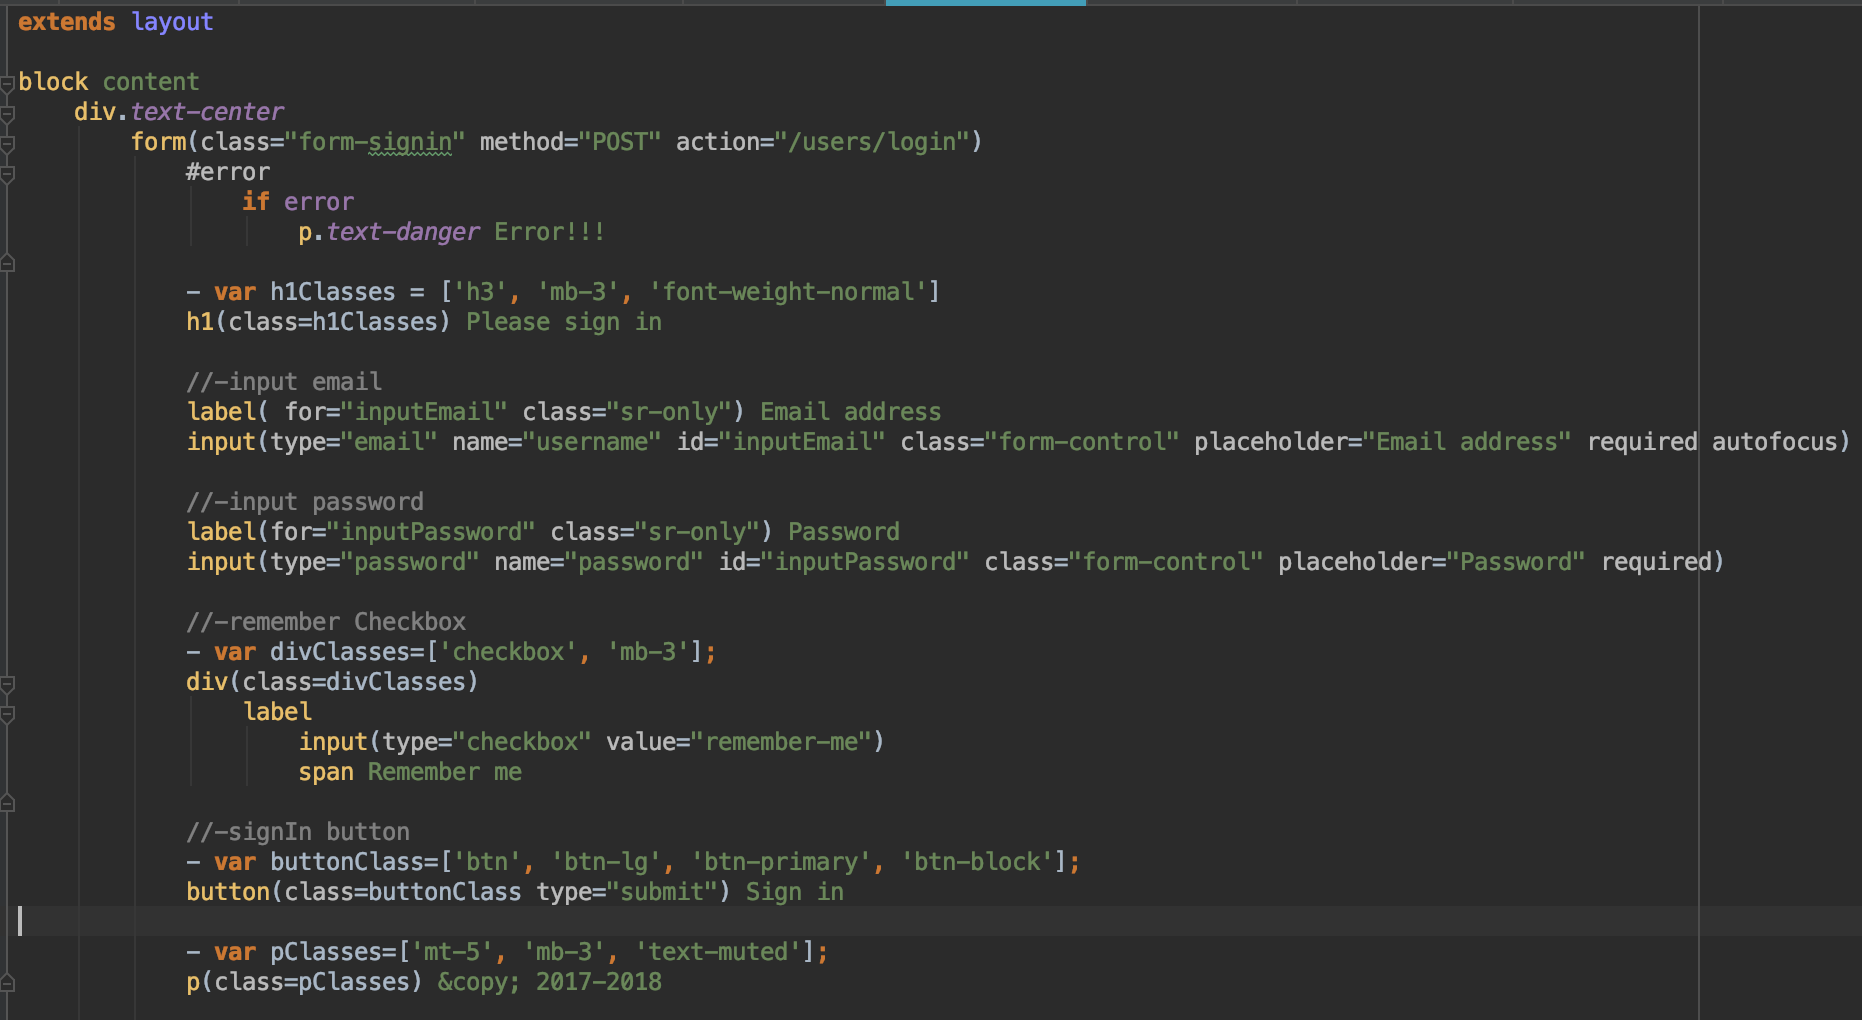 extends layout
block content
div.text-center
form(class="form-signin" method="POST" action="/users/login")
#error
if error
p.text-danger Error!!!
- var h1Classes = ['h3', 'mb-3', 'font-weight-normal']
h1(class=h1Classes) Please sign in
//-input email
label( for="inputEmail" class="sr-only") Email address
input(type="email" name="username" id="inputEmail" class="form-control" placeholder="Email address" required autofocus)
//-input password
label(for="inputPassword" class="sr-only") Password
input(type="password" name="password" id="inputPassword" class="form-control" placeholder="Password" required)
//-remember Checkbox
- var divClasses=['checkbox', 'mb-3'];
div(class=divClasses)
label
input(type="checkbox" value="remember-me")
span Remember me
//-signIn button
- var buttonClass=['btn', 'btn-lg', 'btn-primary', 'btn-block'];
button(class=buttonClass type="submit") Sign in
- var pClasses=['mt-5', 'mb-3', 'text-muted'];
p(class=pClasses) &copy; 2017-2018